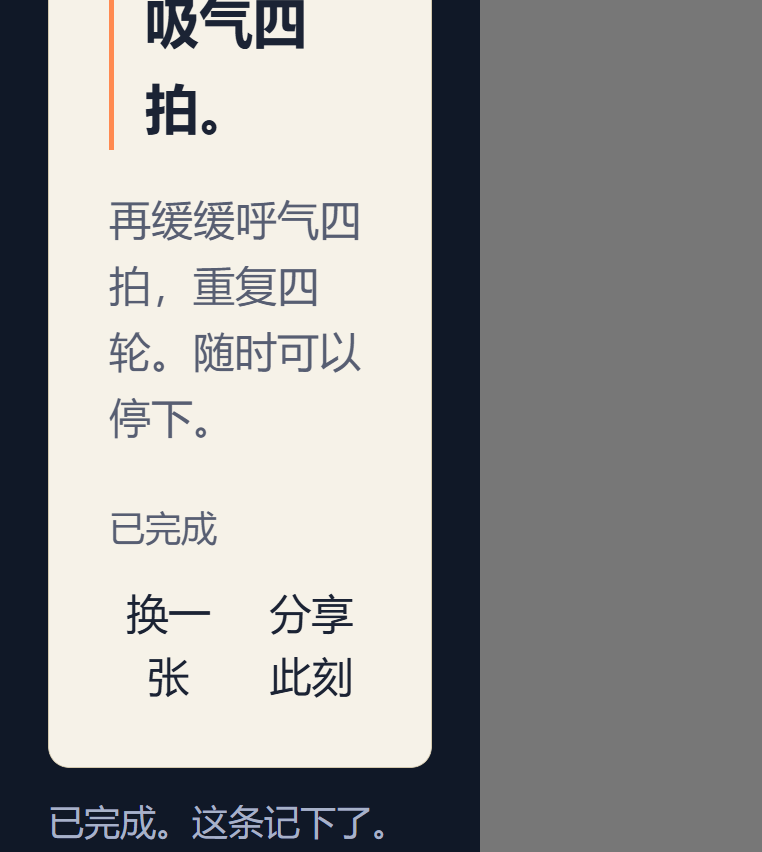 吸气四
拍。
再缓缓呼气四
拍，重复四
轮。随时可以
停下。
已完成
换一
张
分享
此刻
已完成。这条记下了。